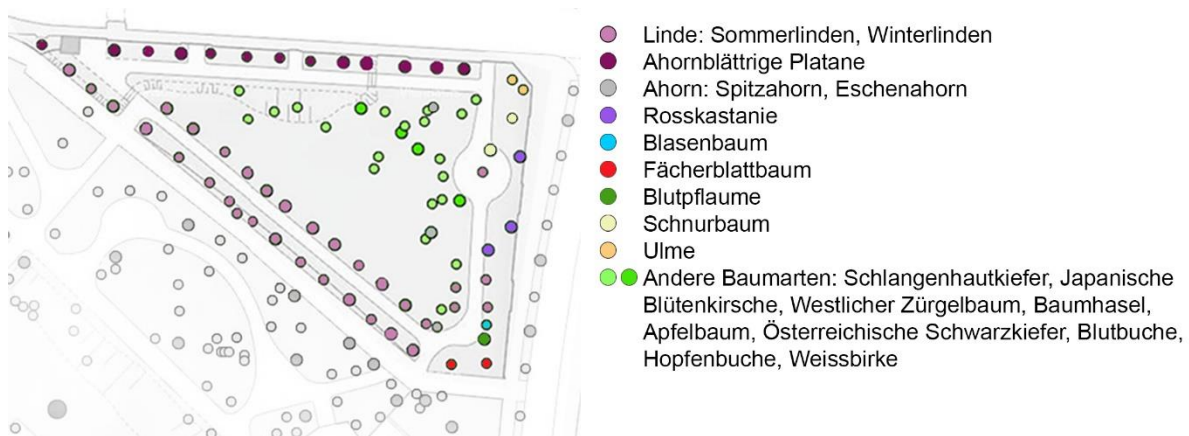 Linde: Sommerlinden, Winterlinden
Ahornblättrige Platane
Ahorn: Spitzahorn, Eschenahorn
Rosskastanie
Blasenbaum
Fächerblattbaum
Blutpflaume
Schnurbaum
Ulme
Andere Baumarten: Schlangenhautkiefer, Japanische
Blütenkirsche, Westlicher Zürgelbaum, Baumhasel,
Apfelbaum, Österreichische Schwarzkiefer, Blutbuche,
Hopfenbuche, Weissbirke